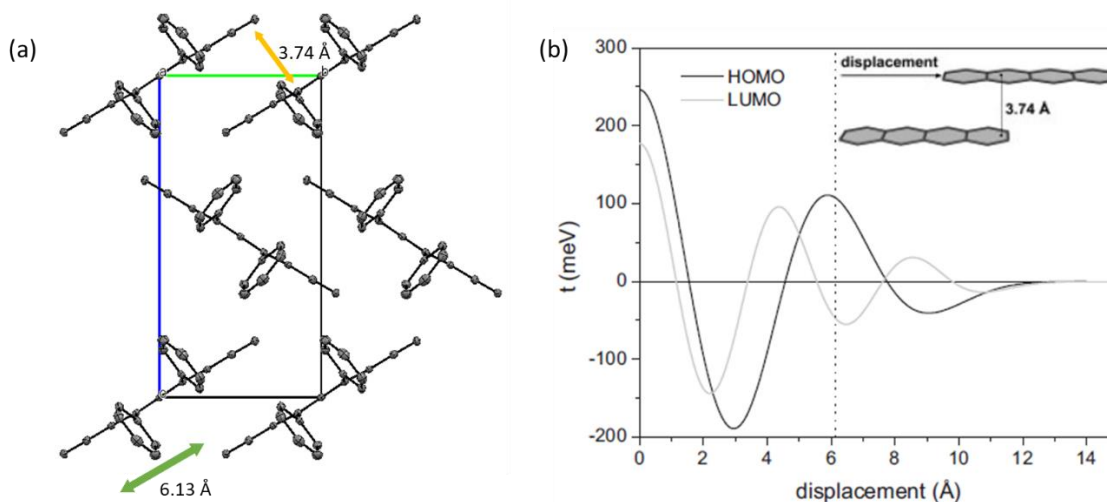 (a)
3.74 Å
6.13 Å
(b)
300
200
100
0
-100
-200
t (meV)
HOMO
LUMO
displacement
3.74 Å
0 2 4 6 8 10 12 14
displacement (Å)